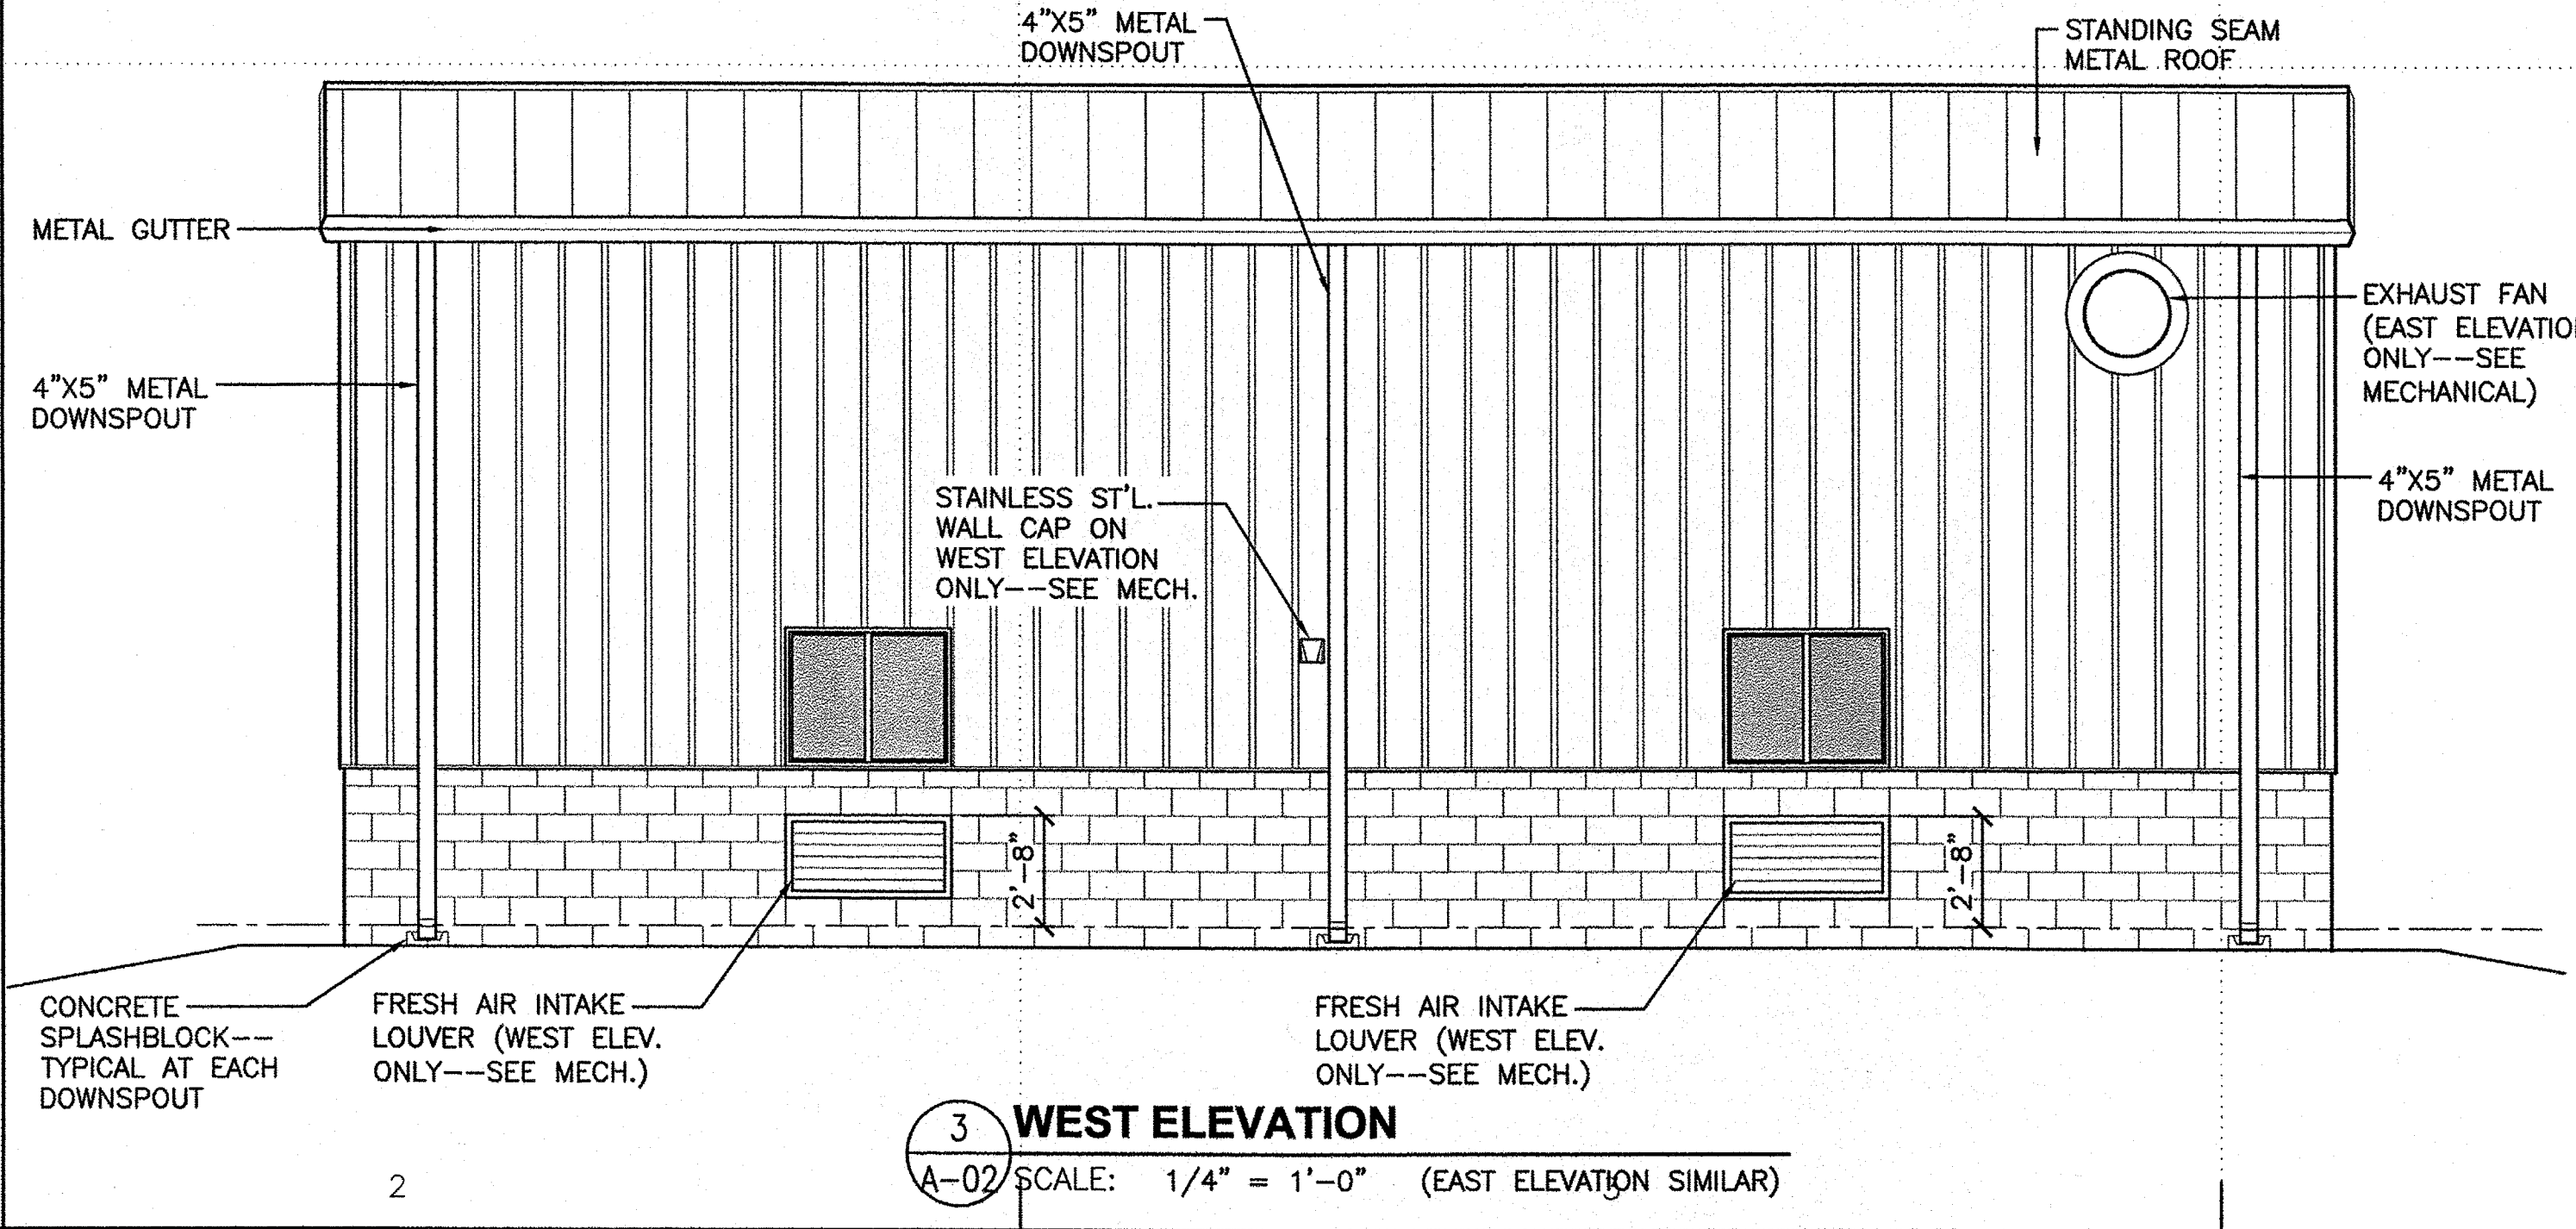 4"X5" METAL
DOWNSPOUT
STANDING SEAM
METAL ROOF
METAL GUTTER
EXHAUST FAN
(EAST ELEVATION
ONLY--SEE
MECHANICAL)
4"X5" METAL
DOWNSPOUT
STAINLESS ST'L.
WALL CAP ON
WEST ELEVATION
ONLY--SEE MECH.
4"X5" METAL
DOWNSPOUT
2'-8"
2'-8"
CONCRETE
SPLASHBLOCK--
TYPICAL AT EACH
DOWNSPOUT
FRESH AIR INTAKE
LOUVER (WEST ELEV.
ONLY--SEE MECH.)
FRESH AIR INTAKE
LOUVER (WEST ELEV.
ONLY--SEE MECH.)
3
A-02
WEST ELEVATION
SCALE: 1/4" = 1'-0" (EAST ELEVATION SIMILAR)
2
3